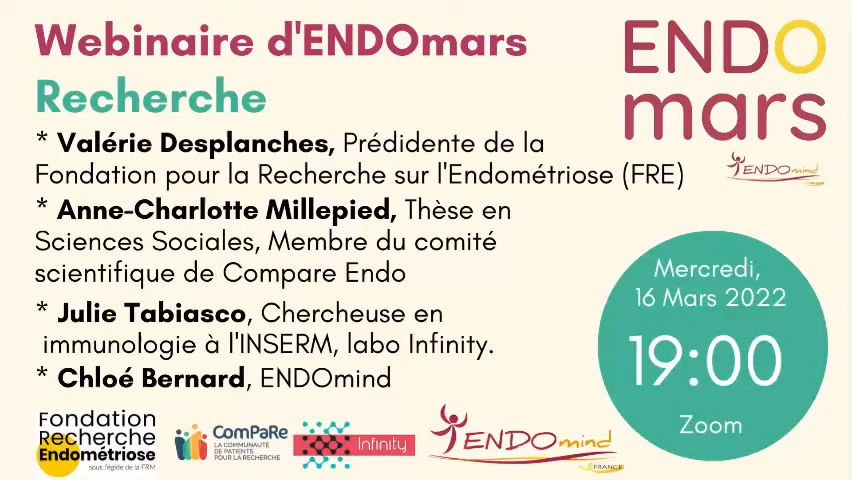 Webinaire d'ENDOmars
Recherche
* Valérie Desplanches, Prédidente de la
Fondation pour la Recherche sur l'Endométriose (FRE)
* Anne-Charlotte Millepied, Thèse en
Sciences Sociales, Membre du comité
scientifique de Compare Endo
* Julie Tabiasco, Chercheuse en
immunologie à l'INSERM, labo Infinity.
* Chloé Bernard, ENDOmind
ENDO
mars
ENDOmind
FRANCE
Mercredi,
16 Mars 2022
19:00
Zoom
Fondation
Recherche
Endométriose
sous l'égide de la FRM
ComPaRe
LA COMMUNAUTÉ
DE PATIENTS
POUR LA RECHERCHE
Infinity
ENDOmind
FRANCE